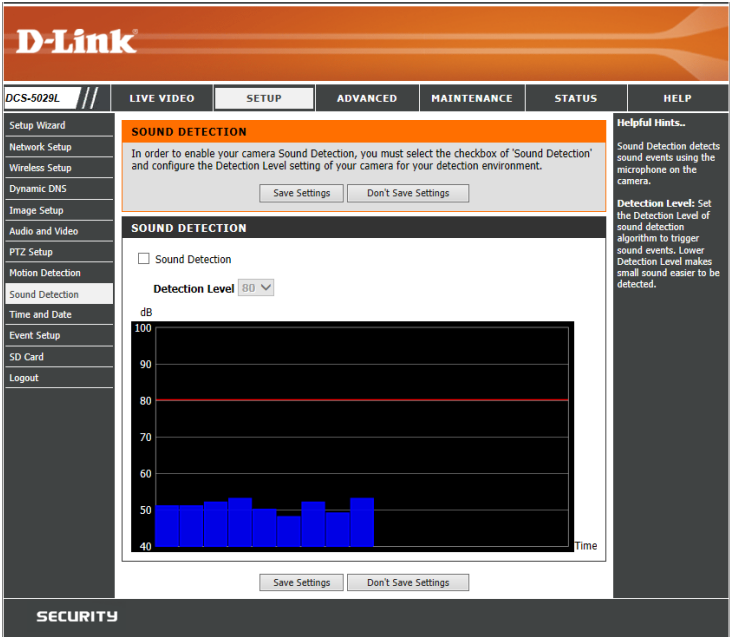 D-Link
DCS-5029L
LIVE VIDEO
SETUP
ADVANCED
MAINTENANCE
STATUS
HELP
Setup Wizard
Network Setup
Wireless Setup
Dynamic DNS
Image Setup
Audio and Video
PTZ Setup
Motion Detection
Sound Detection
Time and Date
Event Setup
SD Card
Logout
SOUND DETECTION
In order to enable your camera Sound Detection, you must select the checkbox of 'Sound Detection'
and configure the Detection Level setting of your camera for your detection environment.
Save Settings
Don't Save Settings
SOUND DETECTION
Sound Detection
Detection Level 80
dB
100
90
80
70
60
50
40
Time
Save Settings
Don't Save Settings
Helpful Hints..
Sound Detection detects
sound events using the
microphone on the
camera.
Detection Level: Set
the Detection Level of
sound detection
algorithm to trigger
sound events. Lower
Detection Level makes
small sound easier to be
detected.
SECURITY